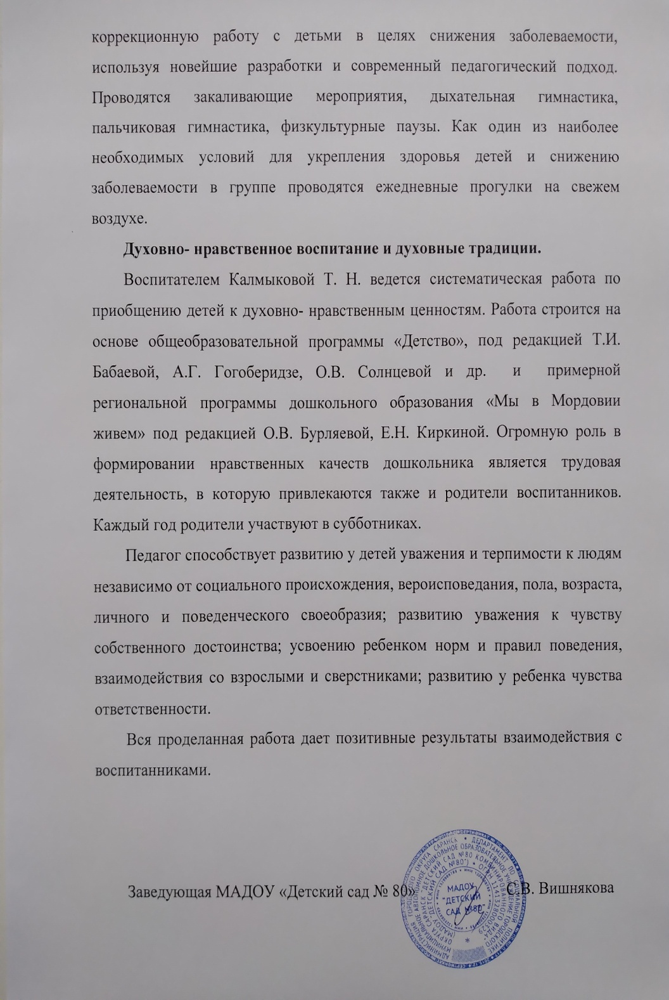 коррекционную работу с детьми в целях снижения заболеваемости,
используя новейшие разработки и современный педагогический подход.
Проводятся закаливающие мероприятия, дыхательная гимнастика,
пальчиковая гимнастика, физкультурные паузы. Как один из наиболее
необходимых условий для укрепления здоровья детей и снижению
заболеваемости в группе проводятся ежедневные прогулки на свежем
воздухе.
Духовно- нравственное воспитание и духовные традиции.
Воспитателем Калмыковой Т. Н. ведется систематическая работа по
приобщению детей к духовно- нравственным ценностям. Работа строится на
основе общеобразовательной программы «Детство», под редакцией Т.И.
Бабаевой, А.Г. Гогоберидзе, О.В. Солнцевой и др. и примерной
региональной программы дошкольного образования «Мы в Мордовии
живем» под редакцией О.В. Бурляевой, Е.Н. Киркиной. Огромную роль в
формировании нравственных качеств дошкольника является трудовая
деятельность, в которую привлекаются также и родители воспитанников.
Каждый год родители участвуют в субботниках.
Педагог способствует развитию у детей уважения и терпимости к людям
независимо от социального происхождения, вероисповедания, пола, возраста,
личного и поведенческого своеобразия; развитию уважения к чувству
собственного достоинства; усвоению ребенком норм и правил поведения,
взаимодействия со взрослыми и сверстниками; развитию у ребенка чувства
ответственности.
Вся проделанная работа дает позитивные результаты взаимодействия с
воспитанниками.
Заведующая МАДОУ «Детский сад № 80» С.В. Вишнякова
МАДОУ
"ДЕТСКИЙ
САД №80"